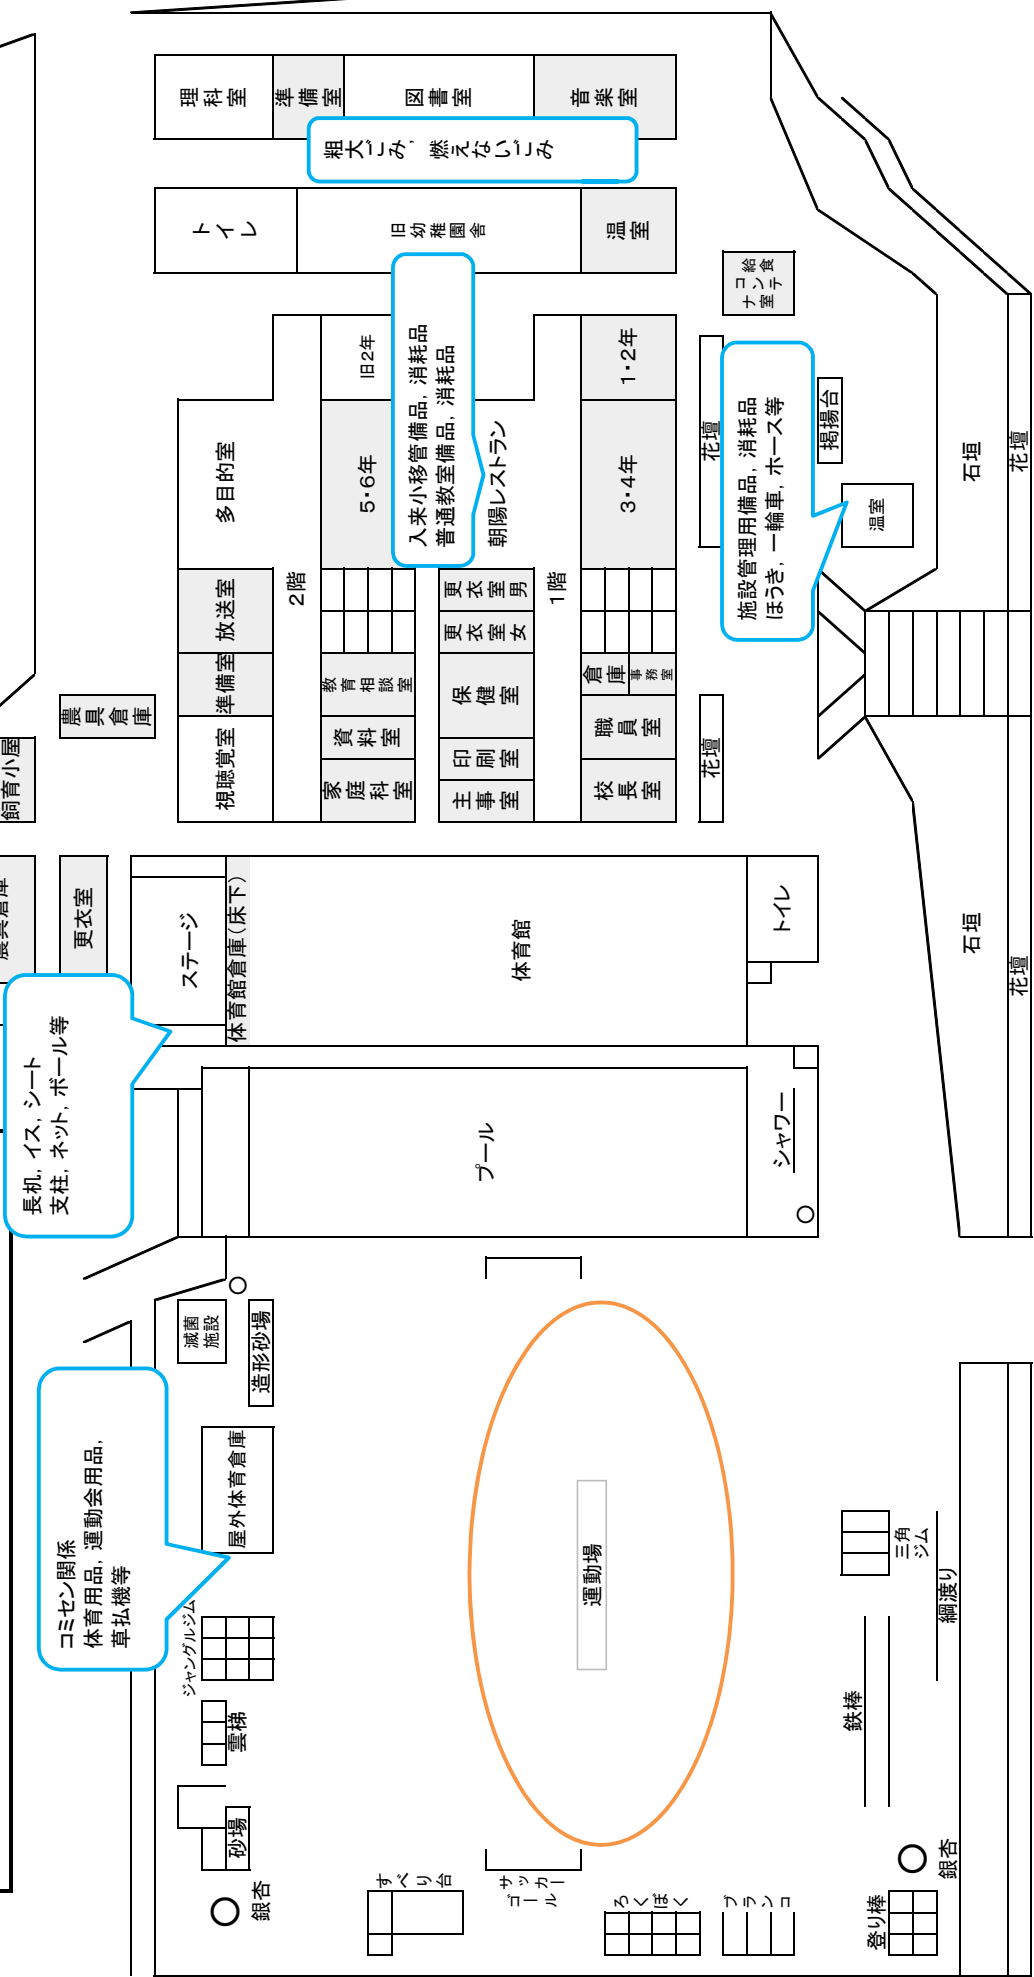 理科室
準備室
図書室
音楽室
粗大ごみ, 燃えないごみ
トイレ
旧幼稚園舎
温室
給食
コンテ
ナ室
旧2年
1・2年
入来小移管備品, 消耗品
普通教室備品, 消耗品
多目的室
5・6年
朝陽レストラン
3・4年
花壇
施設管理用備品, 消耗品
ほうき, 一輪車, ホース等
掲揚台
温室
石垣
花壇
放送室
2階
更衣室男
更衣室女
1階
準備室
教育相談室
保健室
倉庫
事務室
視聴覚室
資料室
家庭科室
印刷室
主事室
職員室
校長室
花壇
農具倉庫
飼育小屋
農具倉庫
更衣室
ステージ
体育館倉庫(床下)
体育館
トイレ
石垣
花壇
長机, イス, シート
支柱, ネット, ボール等
プール
シャワー
滅菌
施設
造形砂場
屋外体育倉庫
コミセン関係
体育用品, 運動会用品,
草払機等
ジャングルジム
雲梯
砂場
銀杏
運動場
三角
ジム
綱渡り
鉄棒
銀杏
すべり台
サッカー
ゴール
ろくぼく
ブランコ
登り棒